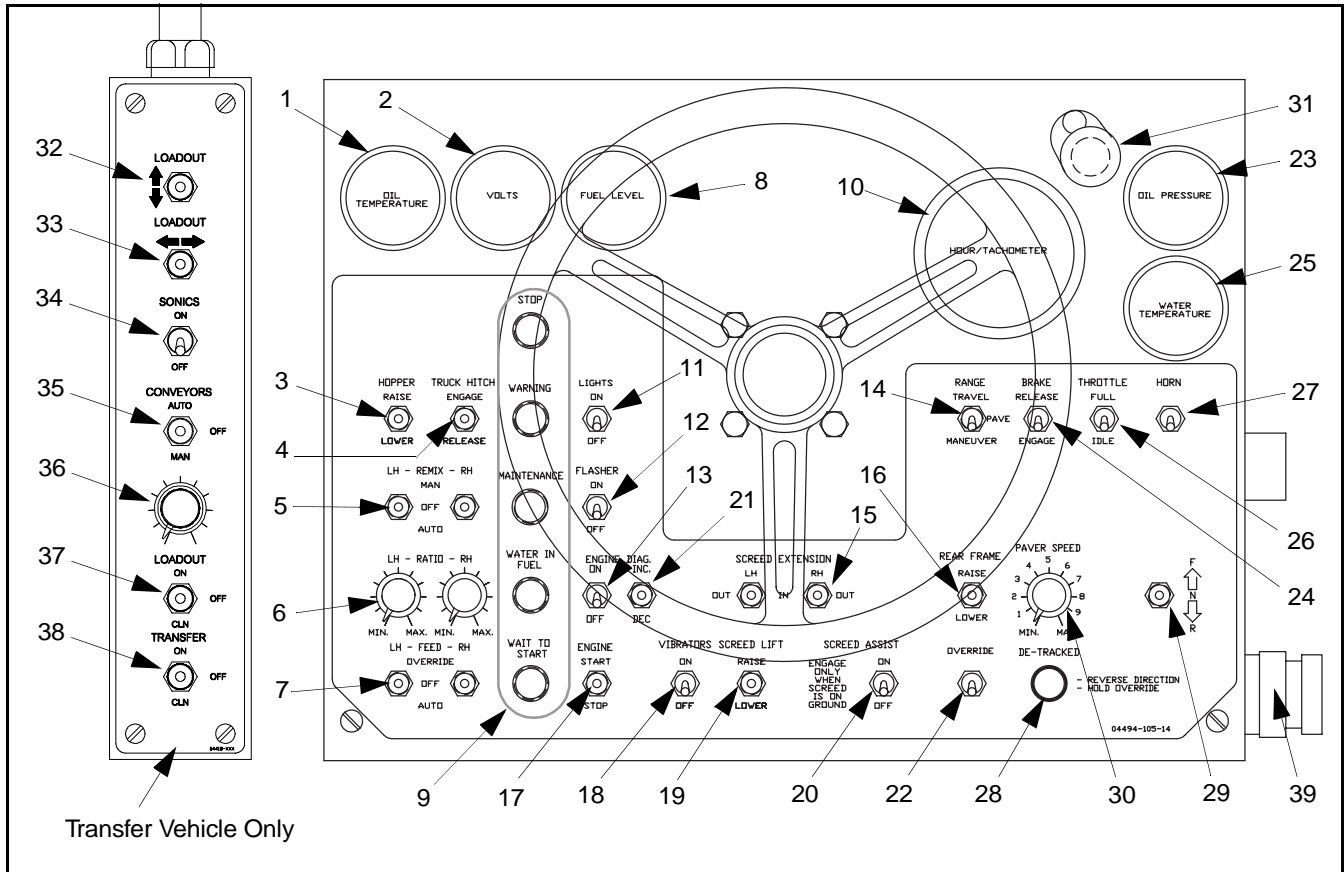 1
2
8
10
31
23
25
32
33
34
35
36
37
38
LOADOUT
LOADOUT
SONICS
ON
OFF
CONVEYORS
AUTO
OFF
MAN
LOADOUT
ON
OFF
CLN
TRANSFER
ON
OFF
CLN
Transfer Vehicle Only
OIL
TEMPERATURE
VOLTS
FUEL LEVEL
HOUR/TACHOMETER
OIL PRESSURE
WATER
TEMPERATURE
STOP
WARNING
MAINTENANCE
WATER IN
FUEL
WAIT TO
START
3
4
5
6
7
HOPPER
RAISE
LOWER
TRUCK HITCH
ENGAGE
RELEASE
LH - REMIX - RH
MAN
OFF
AUTO
LH - RATIO - RH
MIN. MAX. MIN. MAX.
LH - FEED - RH
OVERRIDE
OFF
AUTO
LIGHTS
ON
OFF
11
FLASHER
ON
OFF
12
13
21
ENGINE DIAG.
ON INC.
OFF DEC
ENGINE
START
STOP
SCREED EXTENSION
LH RH
OUT IN OUT
15
16
VIBRATORS
ON
OFF
SCREED LIFT
RAISE
LOWER
SCREED ASSIST
ENGAGE
ONLY
WHEN
SCREED
IS ON
GROUND
ON
OFF
14
RANGE
TRAVEL
PAVE
MANEUVER
BRAKE
RELEASE
ENGAGE
THROTTLE
FULL
IDLE
HORN
27
26
24
REAR FRAME
RAISE
LOWER
PAVER SPEED
1 2 3 4 5 6 7 8 9
MIN.
F
N
R
OVERRIDE
DE-TRACKED
- REVERSE DIRECTION
- HOLD OVERRIDE
04494-105-14
9
17
18
19
20
22
28
30
29
39